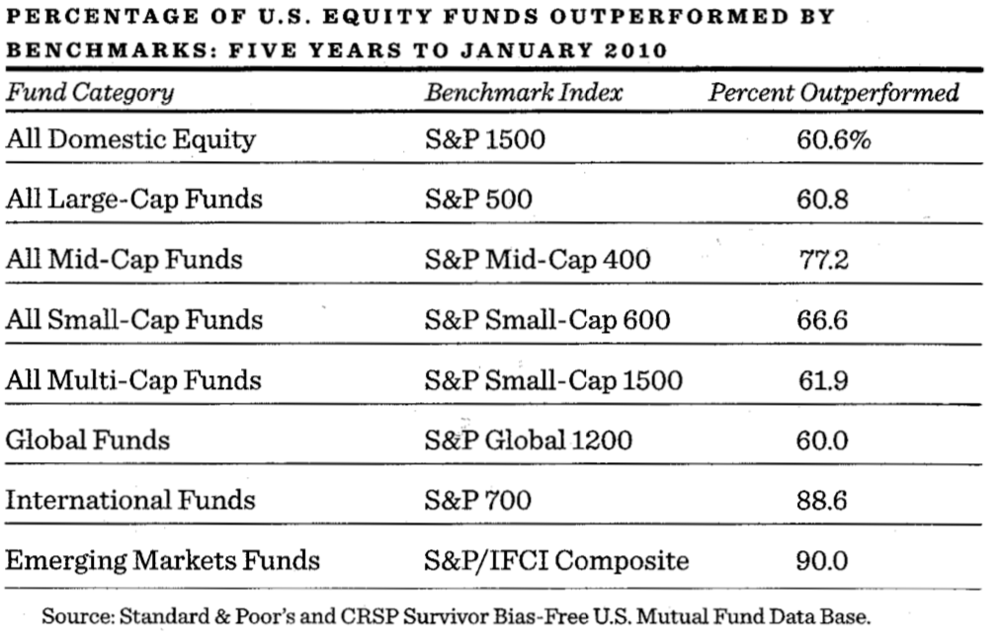 PERCENTAGE OF U.S. EQUITY FUNDS OUTPERFORMED BY
BENCHMARKS: FIVE YEARS TO JANUARY 2010
Fund Category Benchmark Index Percent Outperformed
All Domestic Equity S&P 1500 60.6%
All Large-Cap Funds S&P 500 60.8
All Mid-Cap Funds S&P Mid-Cap 400 77.2
All Small-Cap Funds S&P Small-Cap 600 66.6
All Multi-Cap Funds S&P Small-Cap 1500 61.9
Global Funds S&P Global 1200 60.0
International Funds S&P 700 88.6
Emerging Markets Funds S&P/IFCI Composite 90.0
Source: Standard & Poor's and CRSP Survivor Bias-Free U.S. Mutual Fund Data Base.